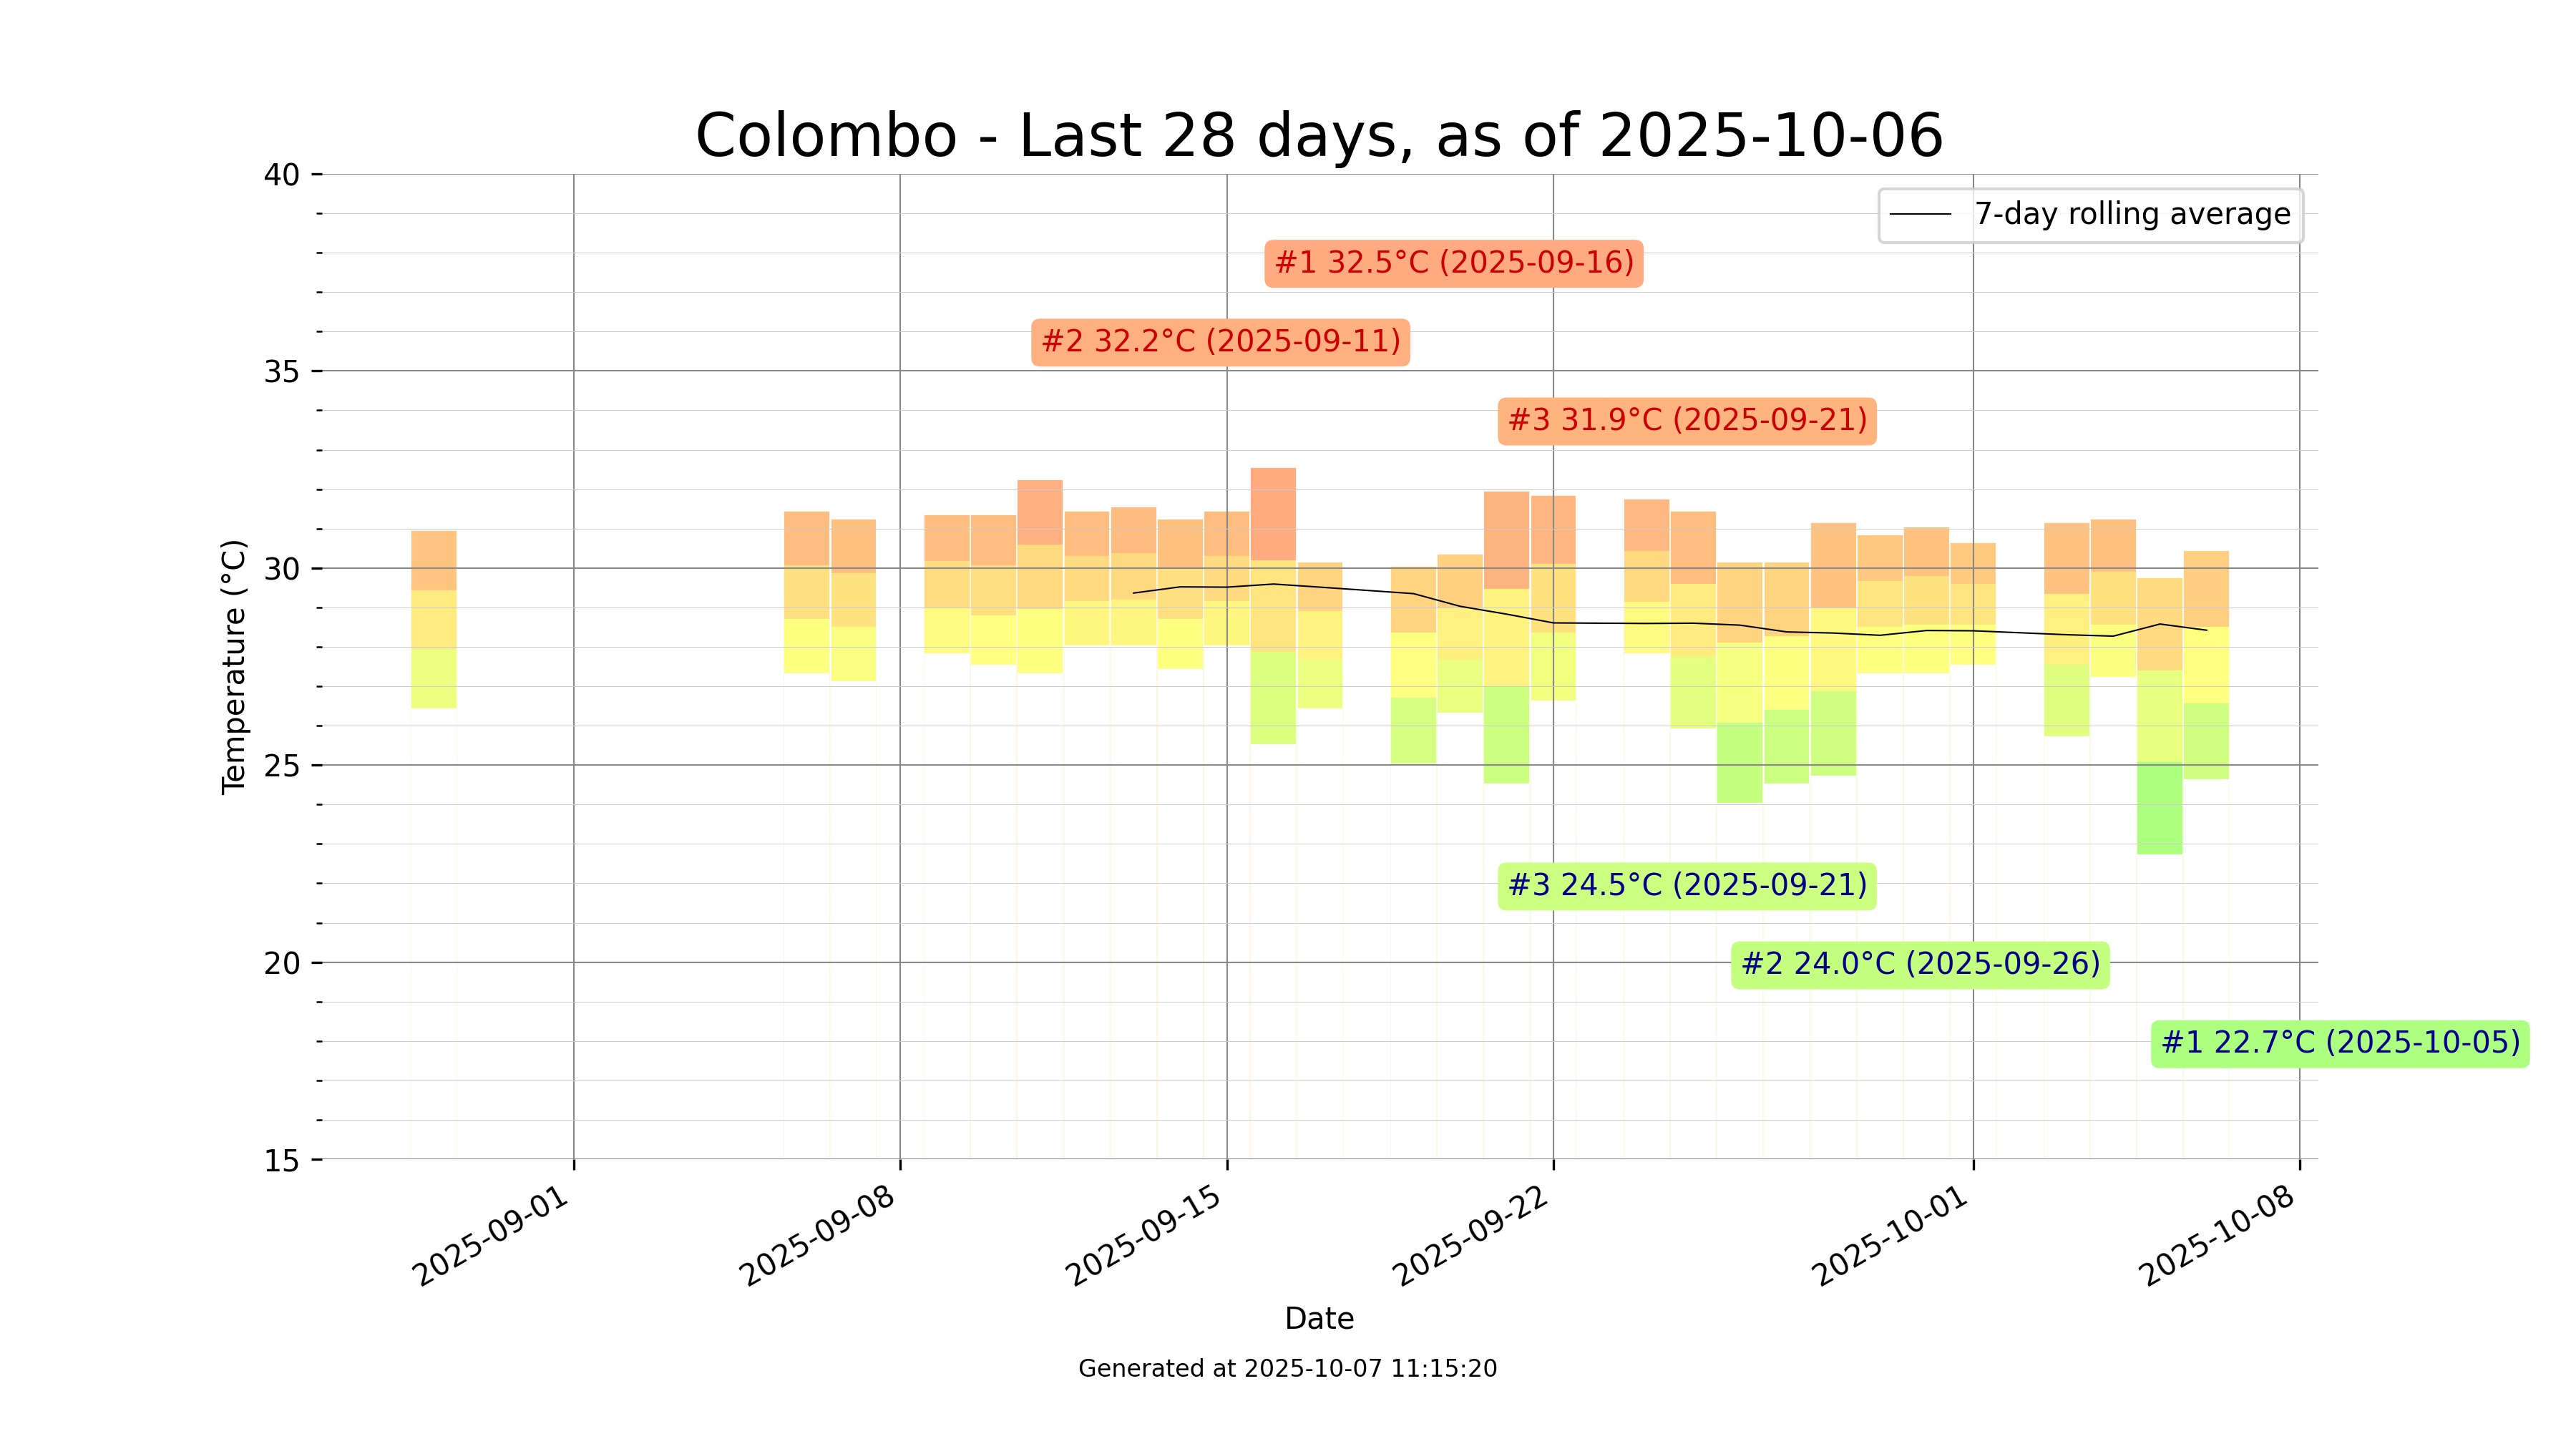 Colombo - Last 28 days, as of 2025-10-06
40
7-day rolling average
#1 32.5°C (2025-09-16)
#2 32.2°C (2025-09-11)
35
#3 31.9°C (2025-09-21)
30
Temperature (°C)
25
#3 24.5°C (2025-09-21)
20
#2 24.0°C (2025-09-26)
#1 22.7°C (2025-10-05)
15
2025-09-01
2025-09-08
2025-09-15
2025-09-22
2025-10-01
2025-10-08
Date
Generated at 2025-10-07 11:15:20